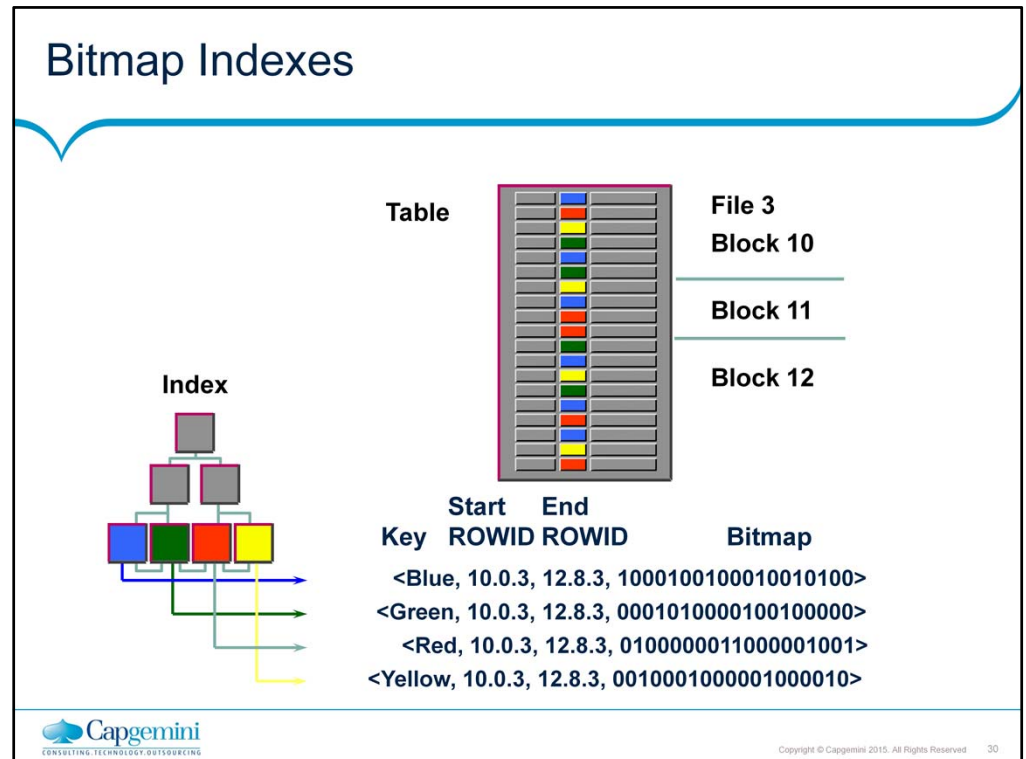 Bitmap Indexes
Table
File 3
Block 10
Block 11
Block 12
Index
Start End
Key ROWID ROWID Bitmap
<Blue, 10.0.3, 12.8.3, 1000100100010010100>
<Green, 10.0.3, 12.8.3, 0001010000100100000>
<Red, 10.0.3, 12.8.3, 0100000011000001001>
<Yellow, 10.0.3, 12.8.3, 0010001000001000010>
Capgemini
CONSULTING.TECHNOLOGY.OUTSOURCING
Copyright © Capgemini 2015. All Rights Reserved 30